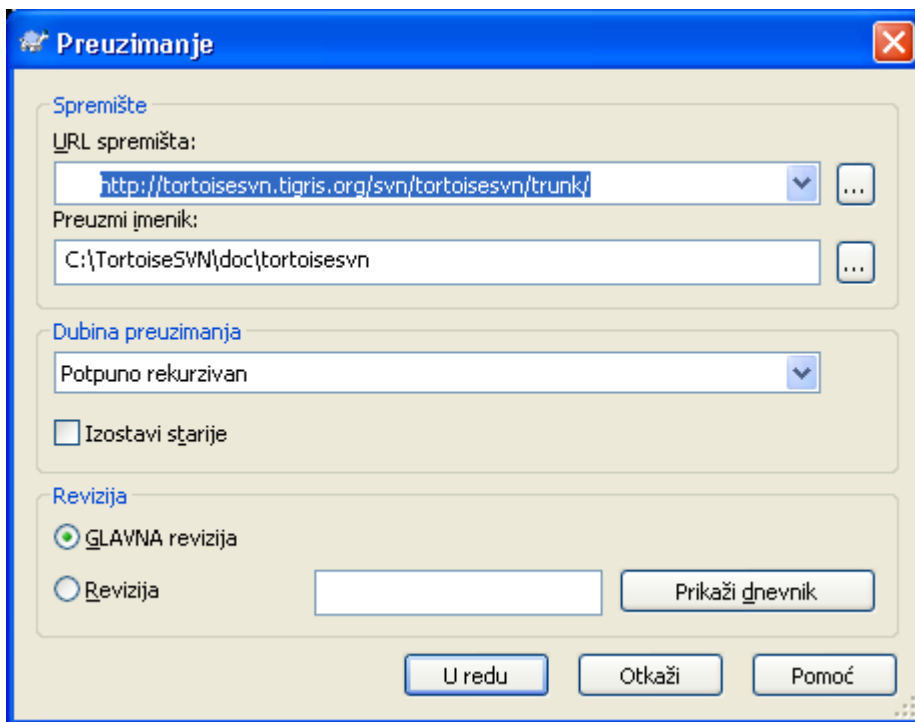 Preuzimanje
Spremište
URL spremišta:
http://tortoisesvn.tigris.org/svn/tortoisesvn/trunk/
...
Preuzmi imenik:
C:\TortoiseSVN\doc\tortoisesvn
...
Dubina preuzimanja
Potpuno rekurzivan
Izostavi starije
Revizija
GLAVNA revizija
Revizija
Prikaži dnevnik
U redu
Otkaži
Pomoć